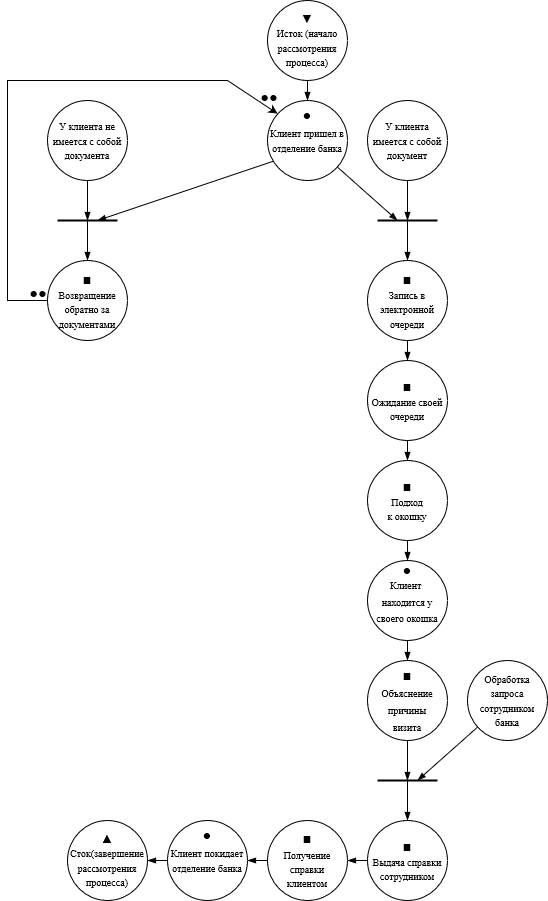 Исток (начало
рассмотрения
процесса)
У клиента не
имеется с собой
документа
Клиент пришел в
отделение банка
У клиента
имеется с собой
документ
Возвращение
обратно за
документами
Запись в
электронной
очереди
Ожидание своей
очереди
Подход
к окошку
Клиент
находится у
своего окошка
Объяснение
причины
визита
Обработка
запроса
сотрудником
банка
Сток(завершение
рассмотрения
процесса)
Клиент покидает
отделение банка
Получение
справки
клиентом
Выдача справки
сотрудником